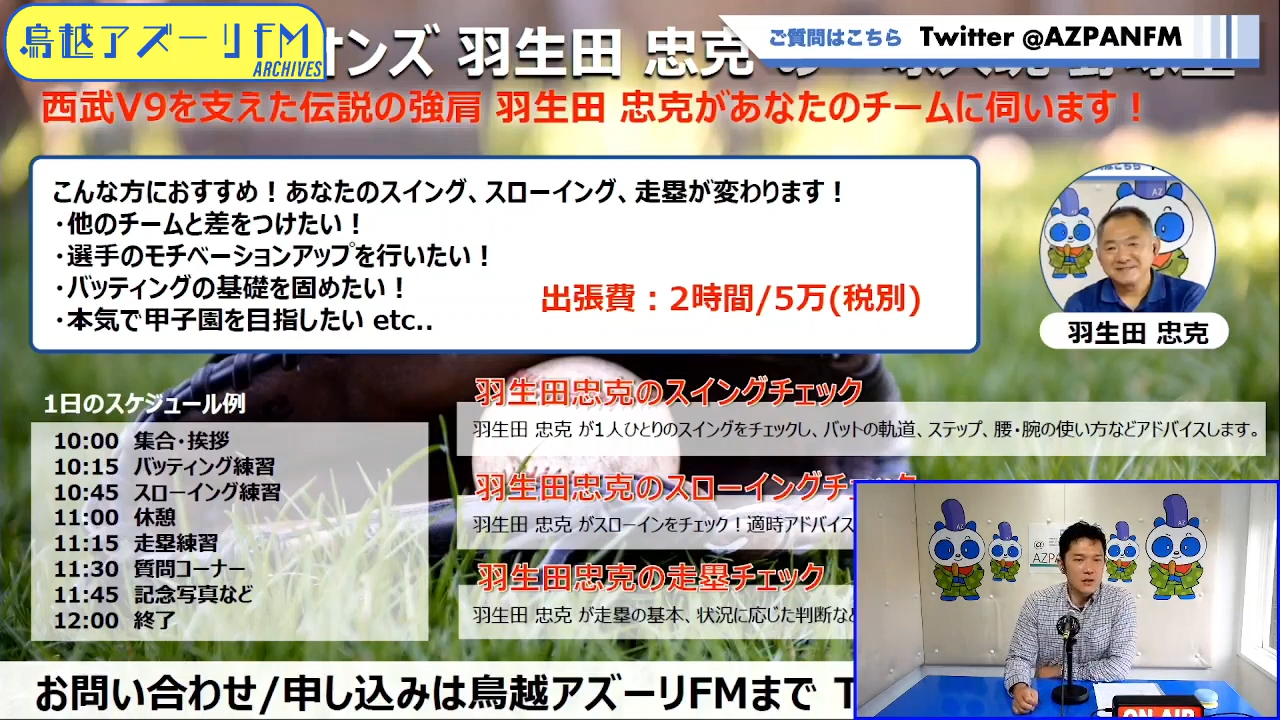 鳥越アズーリFM
ARCHIVES
オンズ 羽生田 忠克
ご質問はこちら Twitter @AZPANFM
西武V9を支えた伝説の強肩 羽生田 忠克があなたのチームに伺います！
こんな方におすすめ！あなたのスイング、スローイング、走塁が変わります！
・他のチームと差をつけたい！
・選手のモチベーションアップを行いたい！
・バッティングの基礎を固めたい！
・本気で甲子園を目指したい etc..
出張費：2時間/5万(税別)
羽生田 忠克
1日のスケジュール例
10:00 集合・挨拶
10:15 バッティング練習
10:45 スローイング練習
11:00 休憩
11:15 走塁練習
11:30 質問コーナー
11:45 記念写真など
12:00 終了
羽生田忠克のスイングチェック
羽生田 忠克 が1人ひとりのスイングをチェックし、バットの軌道、ステップ、腰・腕の使い方などアドバイスします。
羽生田忠克のスローイングチェ
羽生田 忠克 がスローインをチェック！適時アドバイス
羽生田忠克の走塁チェック
羽生田 忠克 が走塁の基本、状況に応じた判断など
お問い合わせ/申し込みは鳥越アズーリFMまで T
AZ
AZ
@
AZPAN
ON AIR